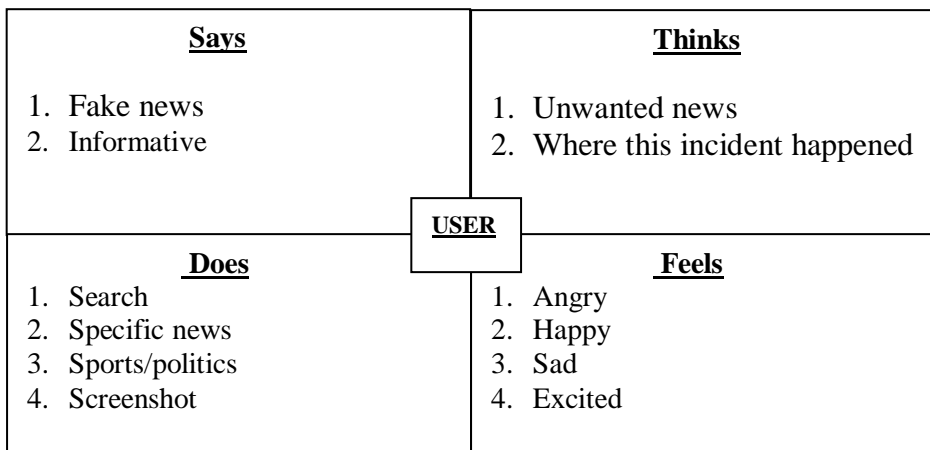 Says
1. Fake news
2. Informative
Thinks
1. Unwanted news
2. Where this incident happened
USER
Does
1. Search
2. Specific news
3. Sports/politics
4. Screenshot
Feels
1. Angry
2. Happy
3. Sad
4. Excited